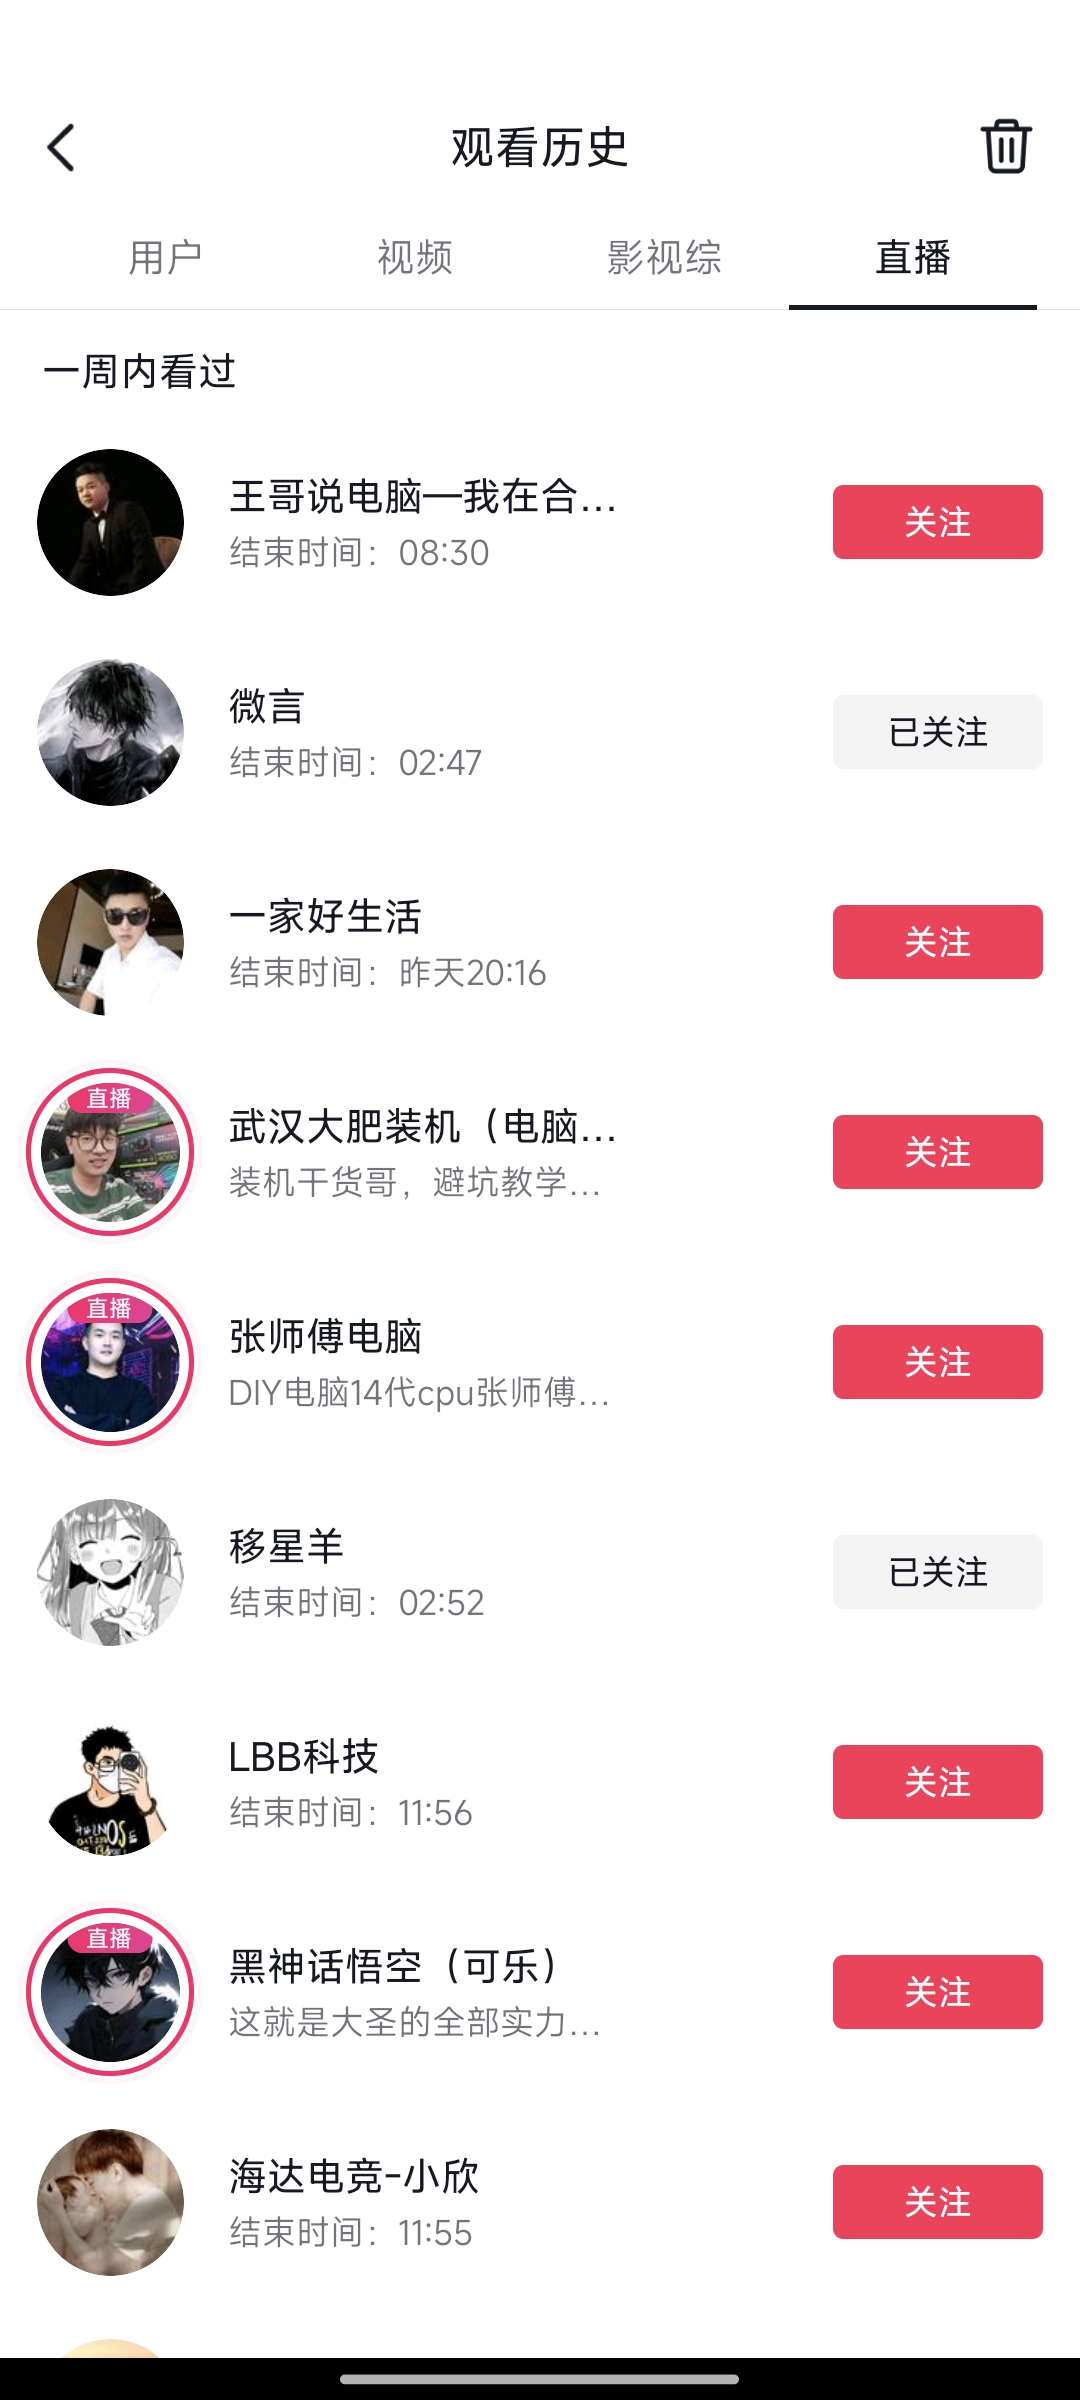 观看历史
用户 视频 影视综 直播
一周内看过
王哥说电脑—我在合...
结束时间：08:30
关注
微言
结束时间：02:47
已关注
一家好生活
结束时间：昨天20:16
关注
直播
武汉大肥装机（电脑...
装机干货哥，避坑教学...
关注
直播
张师傅电脑
DIY电脑14代cpu张师傅...
关注
移星羊
结束时间：02:52
已关注
LBB科技
结束时间：11:56
关注
直播
黑神话悟空（可乐）
这就是大圣的全部实力...
关注
海达电竞-小欣
结束时间：11:55
关注